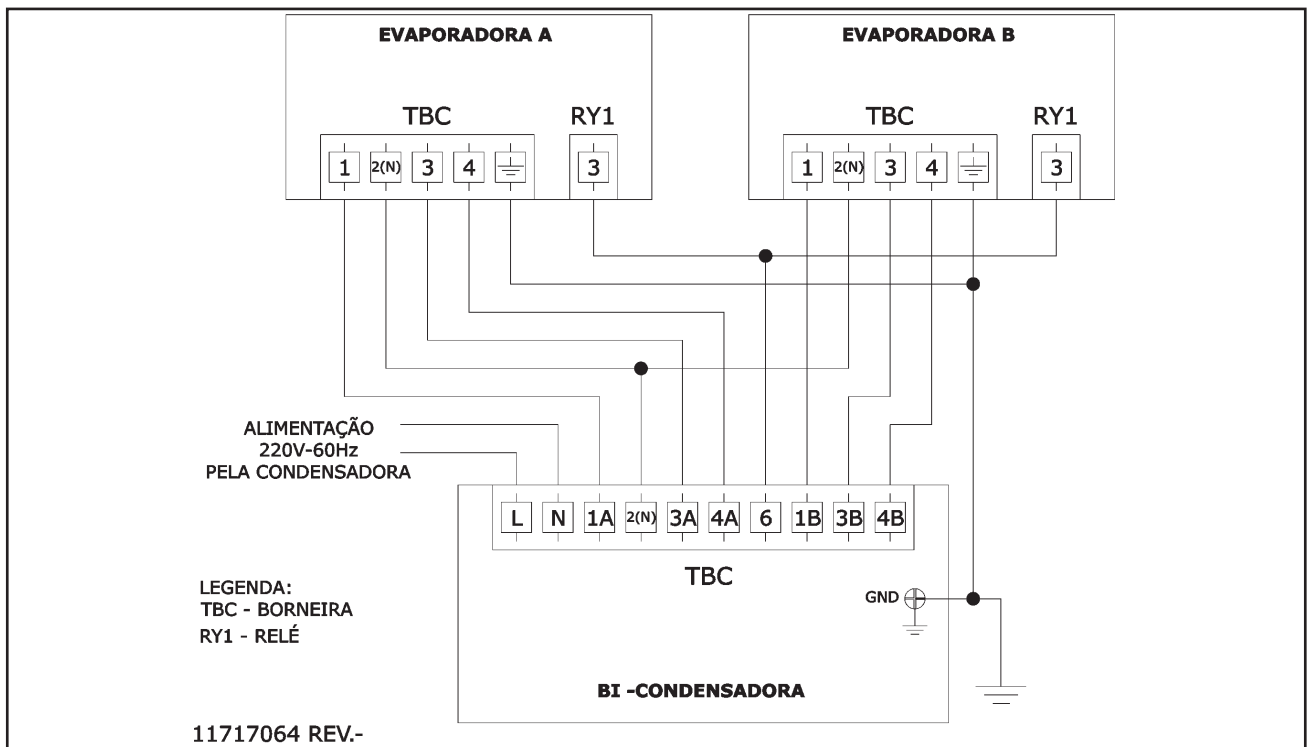 EVAPORADORA A
EVAPORADORA B
TBC RY1
TBC RY1
1 2(N) 3 4 3
1 2(N) 3 4 3
ALIMENTAÇÃO
220V-60Hz
PELA CONDENSADORA
L N 1A 2(N) 3A 4A 6 1B 3B 4B
TBC
LEGENDA:
TBC - BORNEIRA
RY1 - RELÉ
GND
BI -CONDENSADORA
11717064 REV.-